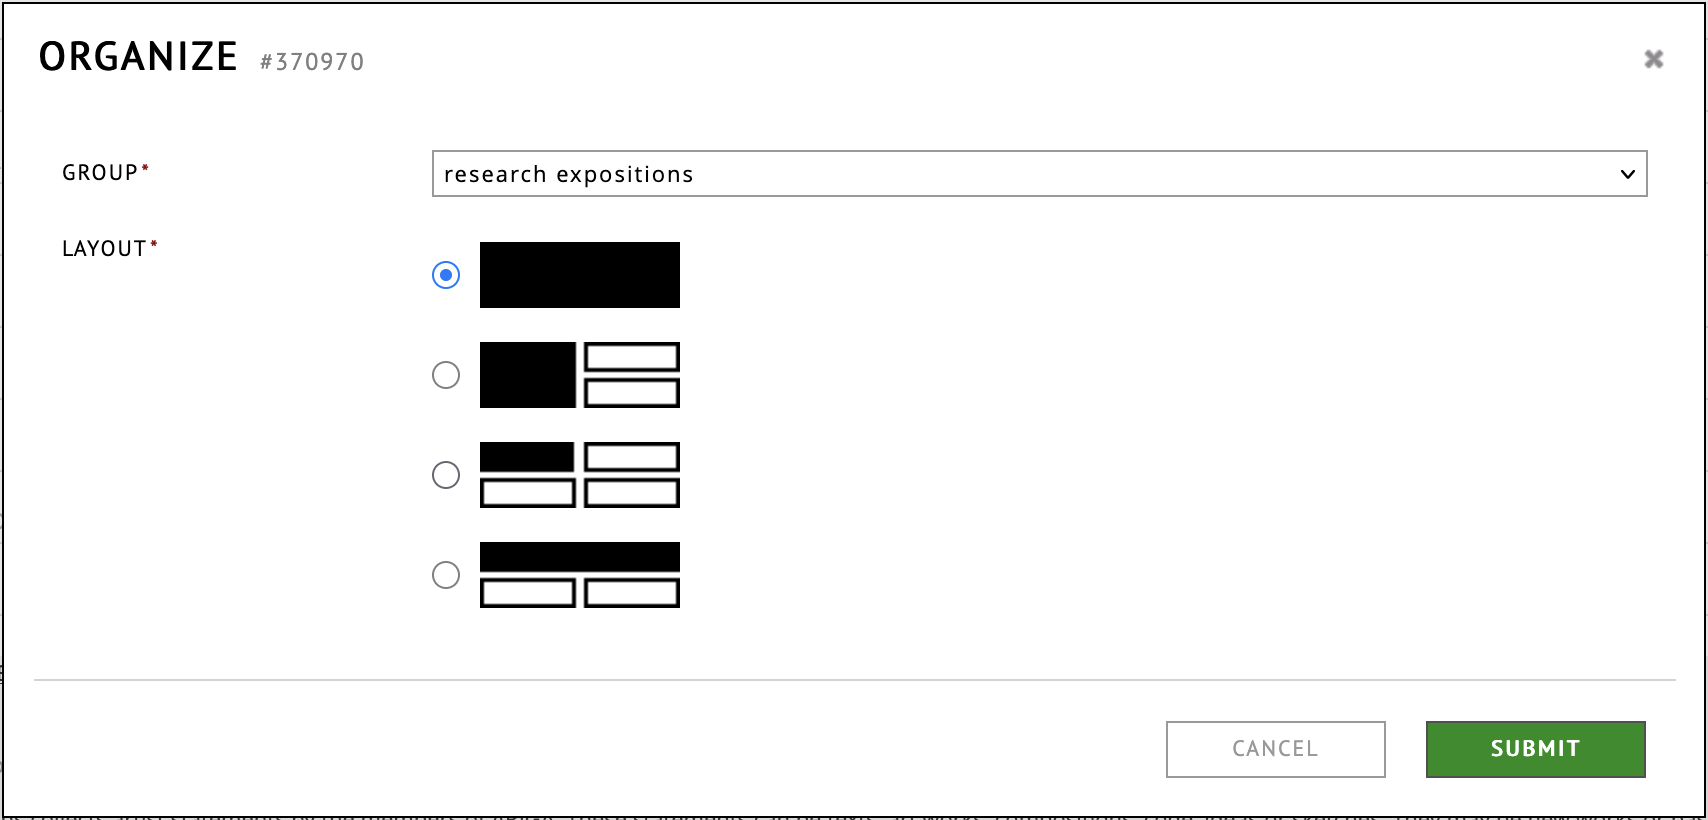 ORGANIZE #370970
GROUP*
research expositions
LAYOUT*
CANCEL
SUBMIT